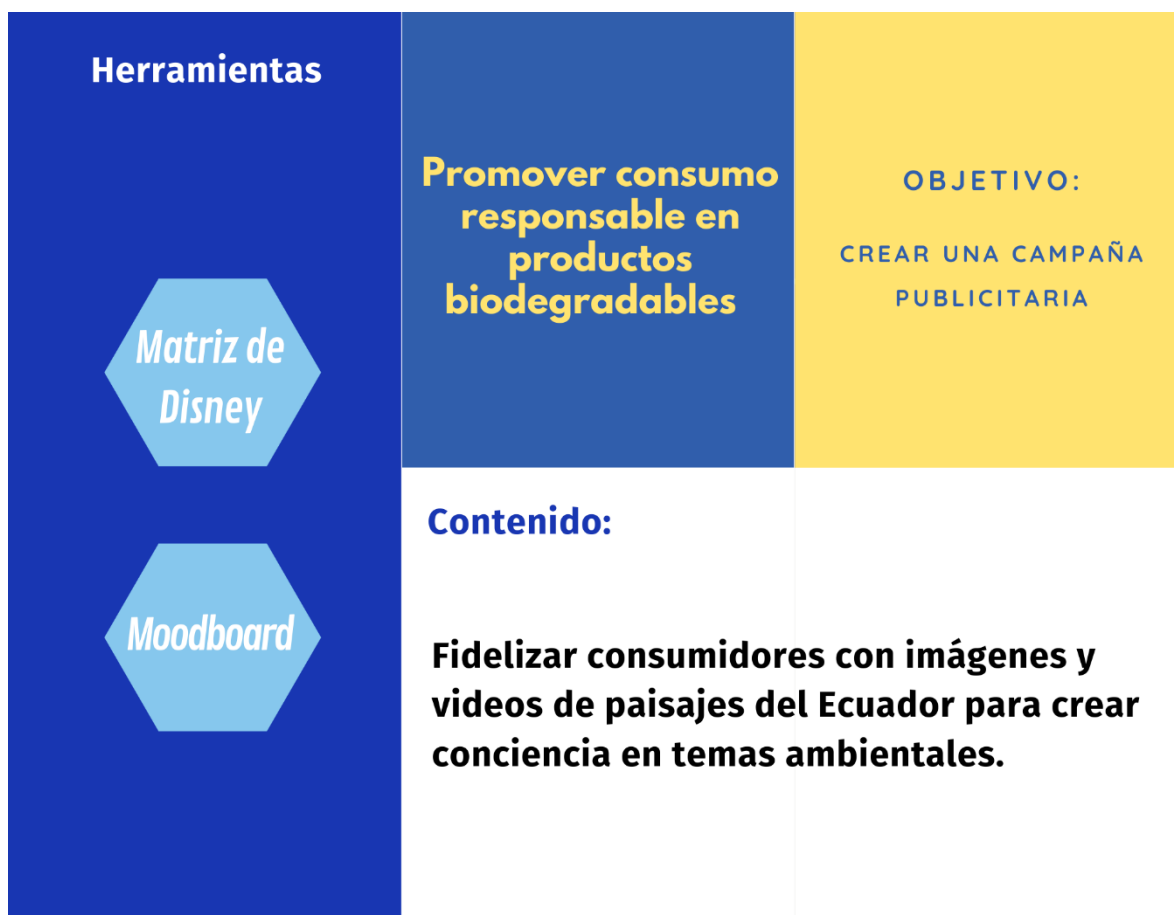 Herramientas
Matriz de
Disney
Moodboard
Promover consumo
responsable en
productos
biodegradables
OBJETIVO:
CREAR UNA CAMPAÑA
PUBLICITARIA
Contenido:
Fidelizar consumidores con imágenes y
videos de paisajes del Ecuador para crear
conciencia en temas ambientales.